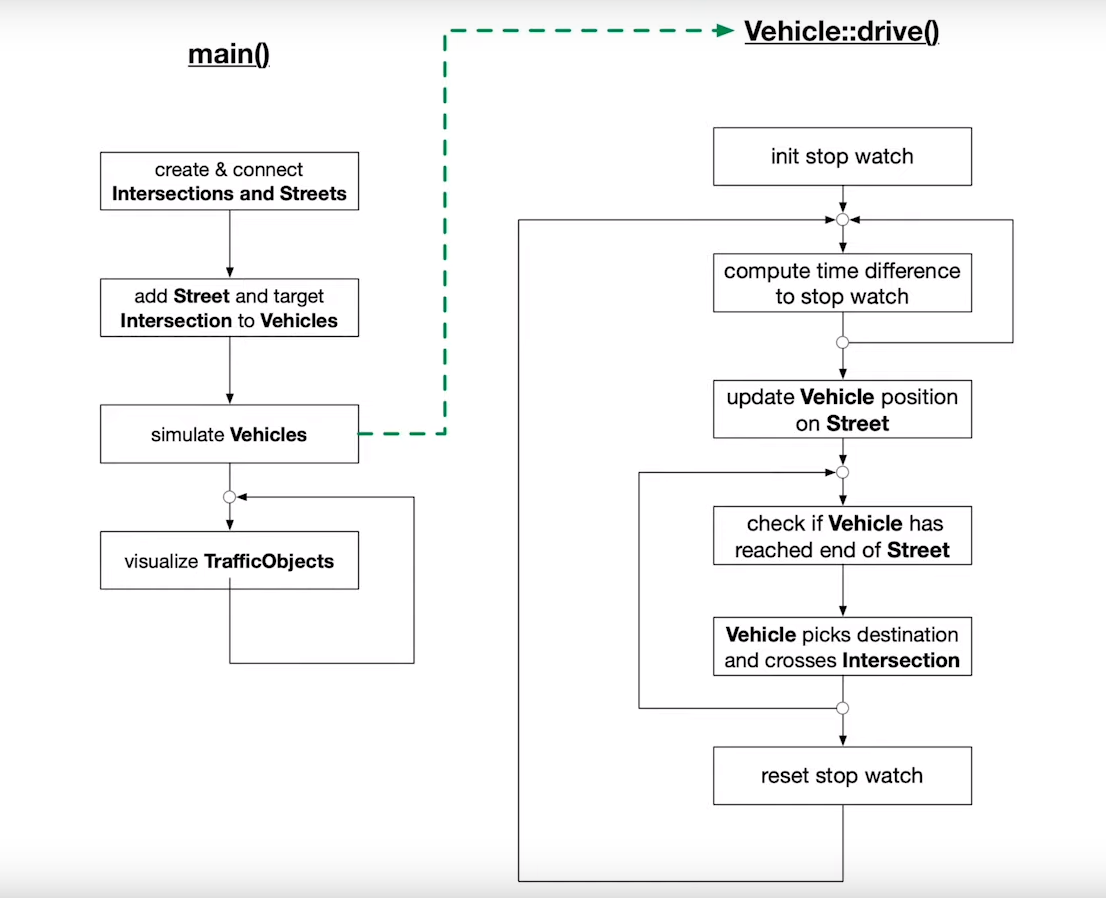 main()
create & connect
Intersections and Streets
add Street and target
Intersection to Vehicles
simulate Vehicles
visualize TrafficObjects
Vehicle::drive()
init stop watch
compute time difference
to stop watch
update Vehicle position
on Street
check if Vehicle has
reached end of Street
Vehicle picks destination
and crosses Intersection
reset stop watch